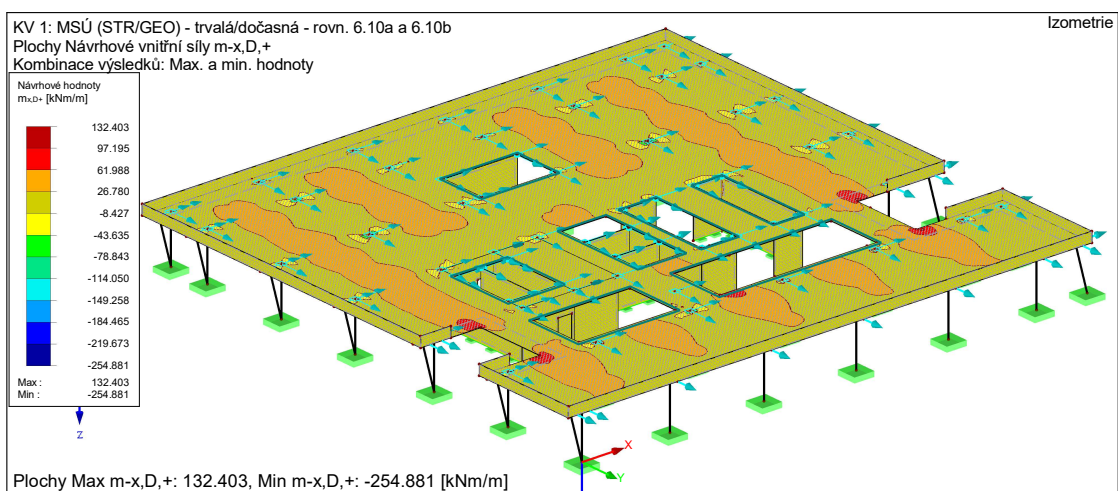 KV 1: MSÚ (STR/GEO) - trvalá/dočasná - rovn. 6.10a a 6.10b
Izometrie
Plochy Návrhové vnitřní síly m-x,D,+
Kombinace výsledků: Max. a min. hodnoty
Návrhové hodnoty
mx,D+ [kNm/m]
132.403
97.195
61.988
26.780
-8.427
-43.635
-78.843
-114.050
-149.258
-184.465
-219.673
-254.881
Max : 132.403
Min : -254.881
Z
X
Y
Plochy Max m-x,D,+: 132.403, Min m-x,D,+: -254.881 [kNm/m]